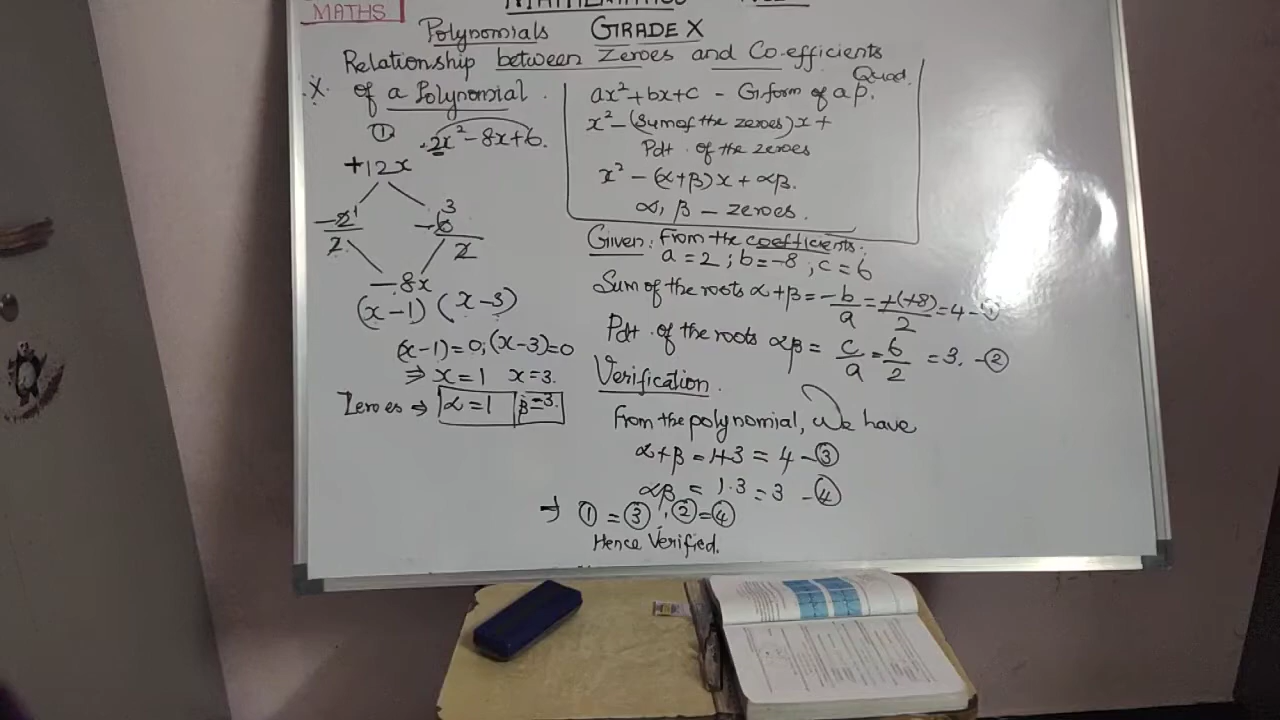 MATHS
Polynomials GRADE X
Relationship between Zeroes and Co-efficients
of a Polynomial.
① 2x² - 8x + 6.
+12x
-2 1
2
-6 3
2
-8x
(x-1) (x-3)
(x-1)=0; (x-3)=0
⇒ x=1 x=3.
Zeroes ⇒ α=1 β=3.
Quad.
ax²+bx+c - G.form of a p.
x² - (Sum of the zeroes)x +
Pdt. of the zeroes
x² - (α+β)x + αβ.
α, β - zeroes.
Given: From the coefficients:
a = 2 ; b = -8 ; c = 6
Sum of the roots α+β = -b/a = +(+8)/2 = 4 - ①
Pdt. of the roots αβ = c/a = 6/2 = 3. - ②
Verification.
From the polynomial, We have
α+β = 1+3 = 4 - ③
αβ = 1.3 = 3 - ④
⇒ ① = ③, ② = ④
Hence Verified.